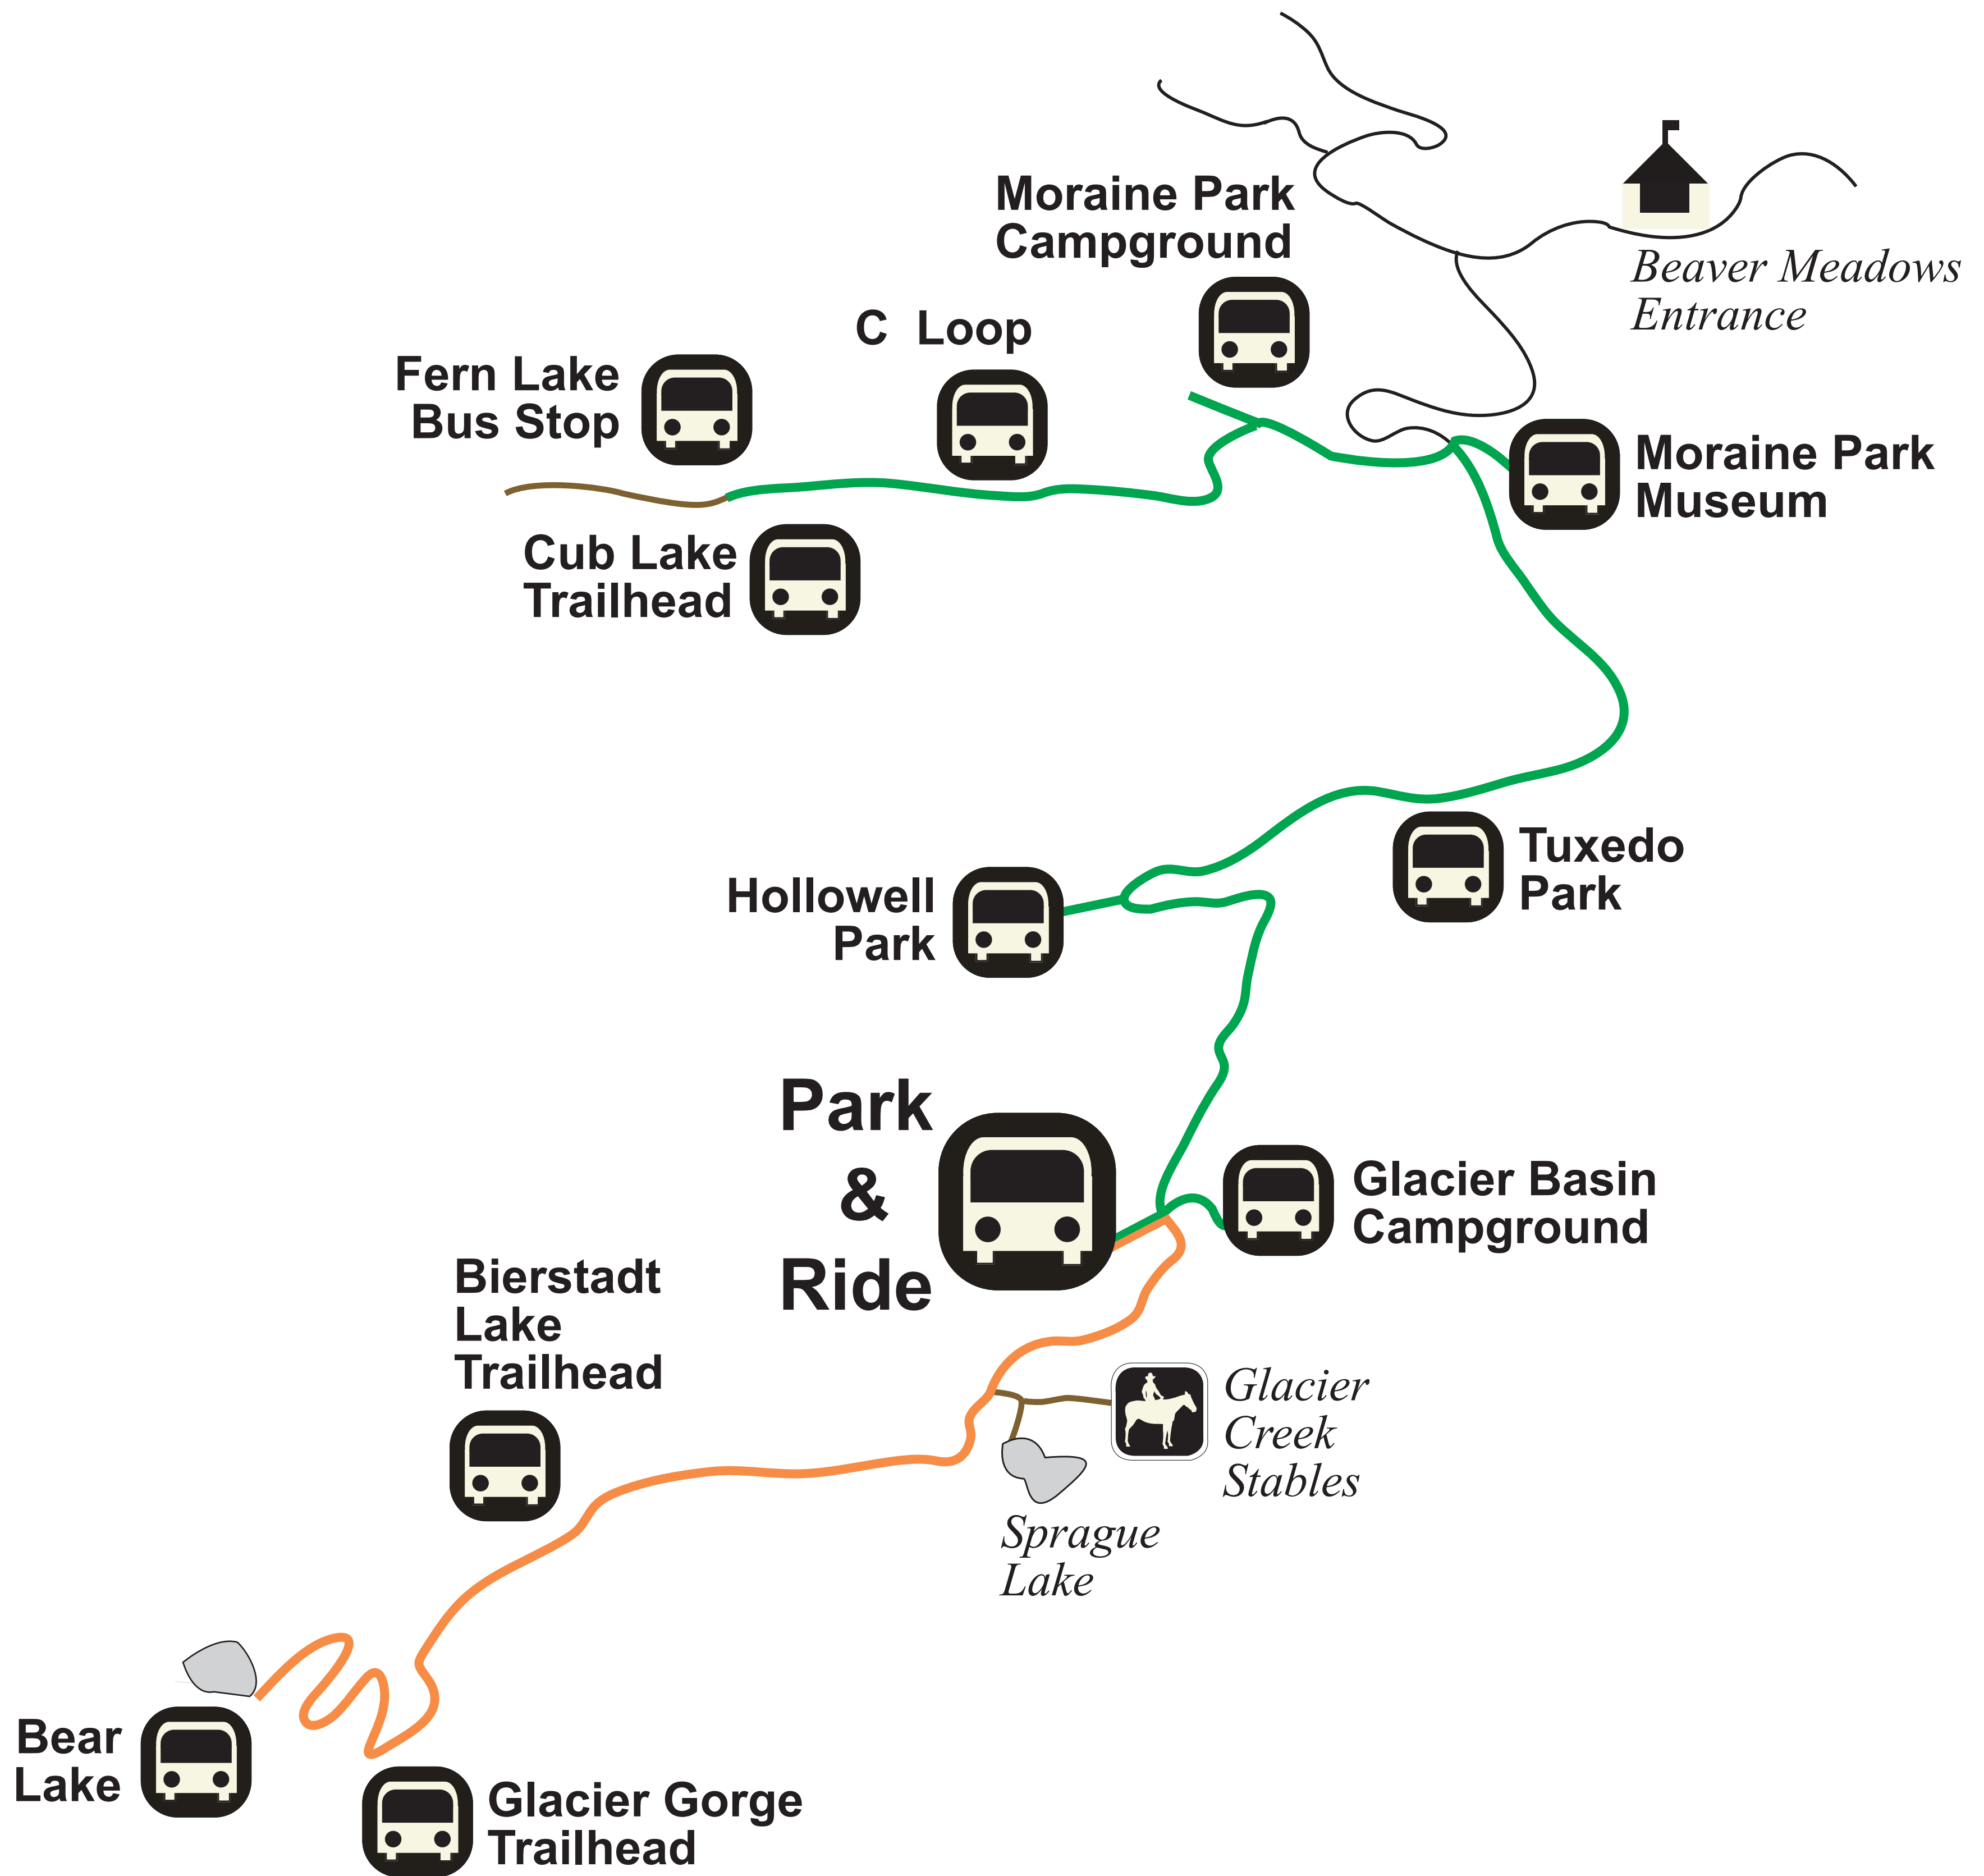 Moraine Park
Campground
Beaver Meadows
Entrance
C Loop
Fern Lake
Bus Stop
Moraine Park
Museum
Cub Lake
Trailhead
Tuxedo
Park
Hollowell
Park
Park
&
Ride
Glacier Basin
Campground
Bierstadt
Lake
Trailhead
Glacier
Creek
Stables
Sprague
Lake
Bear
Lake
Glacier Gorge
Trailhead